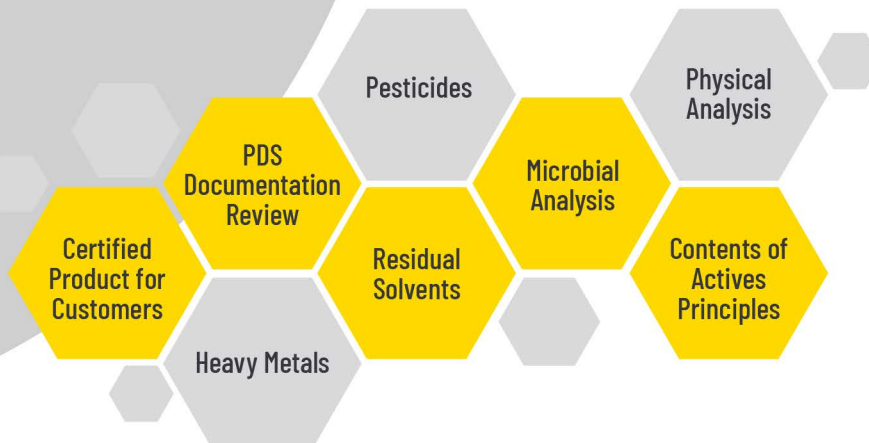 Pesticides
Physical
Analysis
PDS
Documentation
Review
Microbial
Analysis
Certified
Product for
Customers
Residual
Solvents
Contents of
Actives
Principles
Heavy Metals